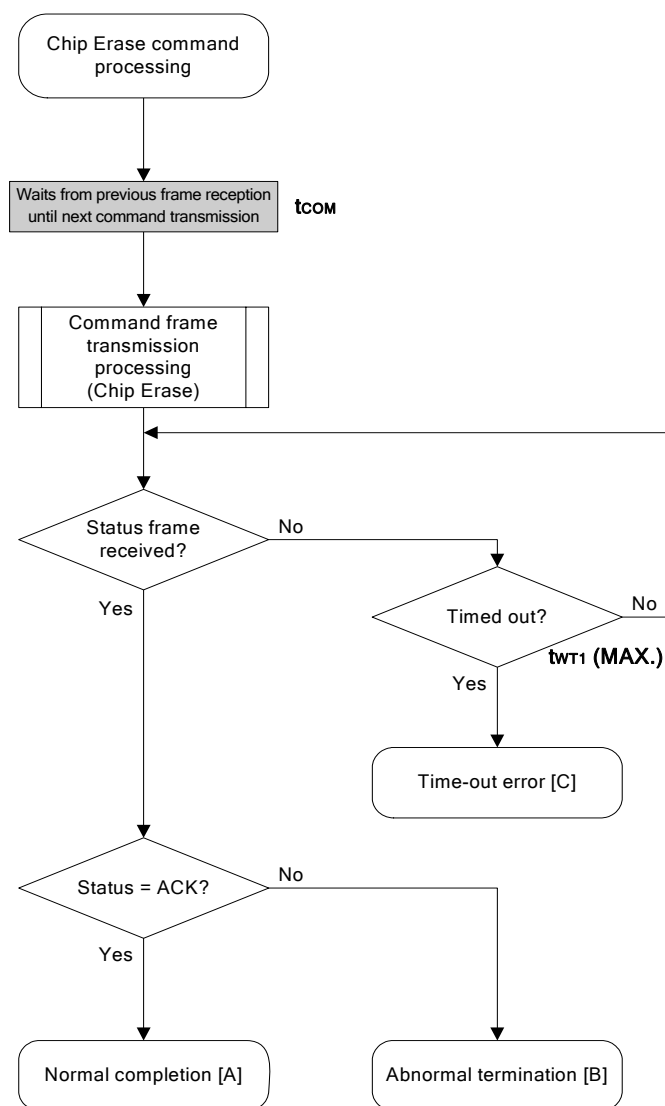 Chip Erase command
processing
Waits from previous frame reception
until next command transmission
tCOM
Command frame
transmission
processing
(Chip Erase)
Status frame
received?
No
Yes
Timed out?
No
tWT1 (MAX.)
Yes
Time-out error [C]
Status = ACK?
No
Yes
Normal completion [A]
Abnormal termination [B]